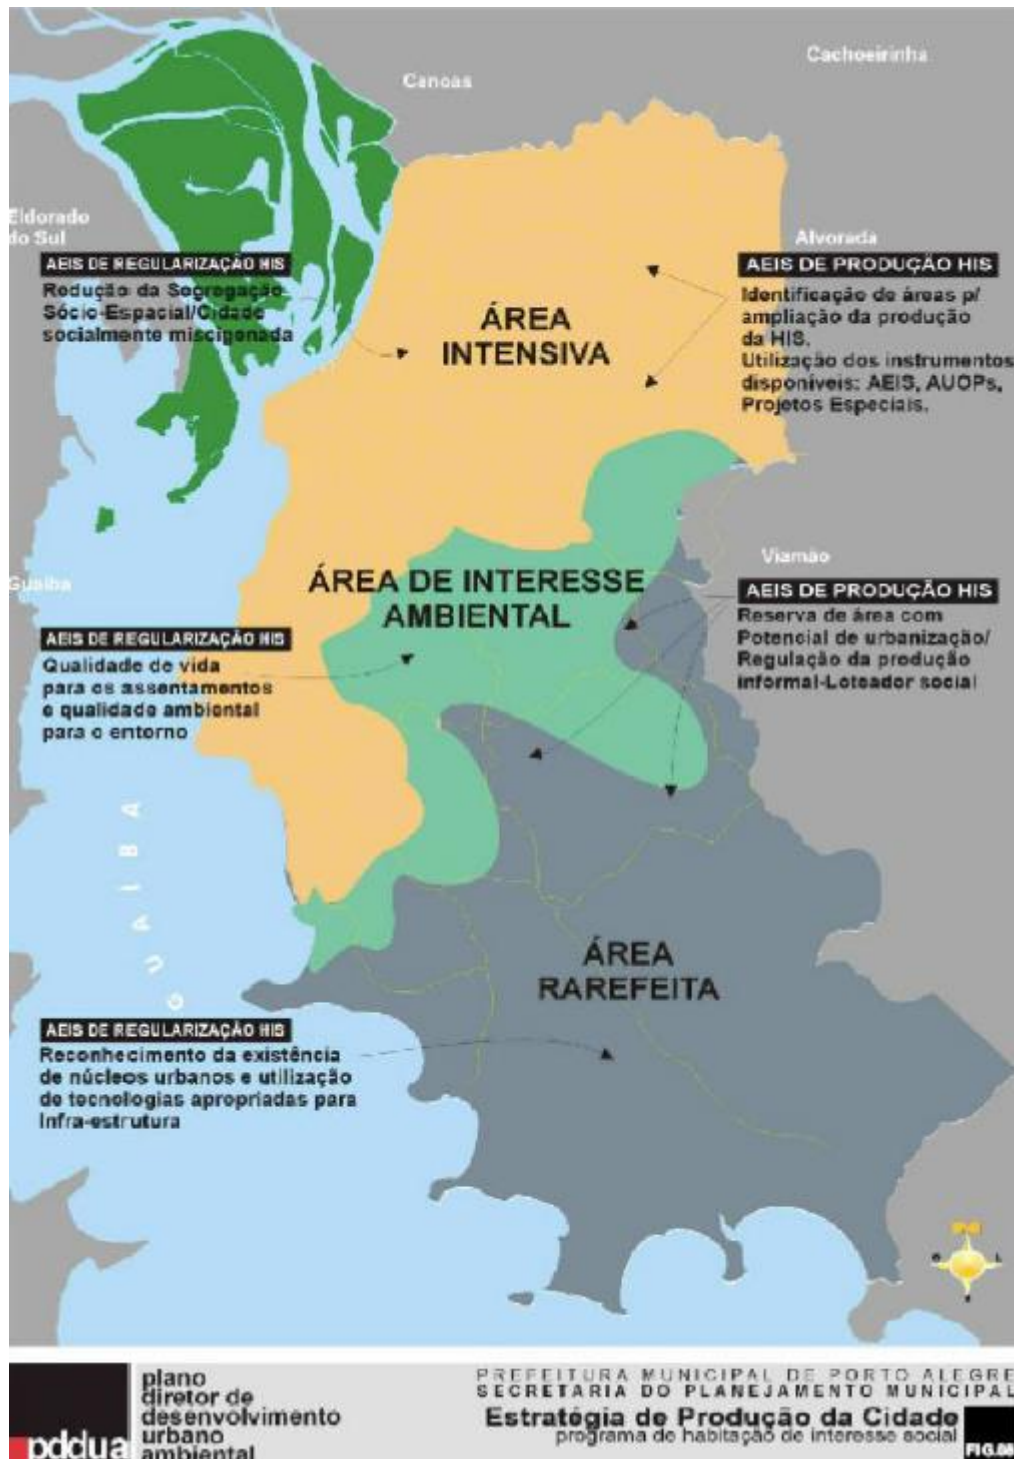 Cachoeirinha
Canoas
Eldorado
do Sul
Alvorada
AEIS DE REGULARIZAÇÃO HIS
Redução da Segregação
Sócio-Espacial/Cidade
socialmente miscigenada
ÁREA
INTENSIVA
AEIS DE PRODUÇÃO HIS
Identificação de áreas p/
ampliação da produção
da HIS.
Utilização dos instrumentos
disponíveis: AEIS, AUOPs,
Projetos Especiais.
Guaíba
Viamão
ÁREA DE INTERESSE
AMBIENTAL
AEIS DE PRODUÇÃO HIS
Reserva de área com
Potencial de urbanização/
Regulação da produção
informal-Loteador social
AEIS DE REGULARIZAÇÃO HIS
Qualidade de vida
para os assentamentos
e qualidade ambiental
para o entorno
GUAIBA
ÁREA
RAREFEITA
AEIS DE REGULARIZAÇÃO HIS
Reconhecimento da existência
de núcleos urbanos e utilização
de tecnologias apropriadas para
Infra-estrutura
pddua
plano
diretor de
desenvolvimento
urbano
ambiental
PREFEITURA MUNICIPAL DE PORTO ALEGRE
SECRETARIA DO PLANEJAMENTO MUNICIPAL
Estratégia de Produção da Cidade
programa de habitação de interesse social